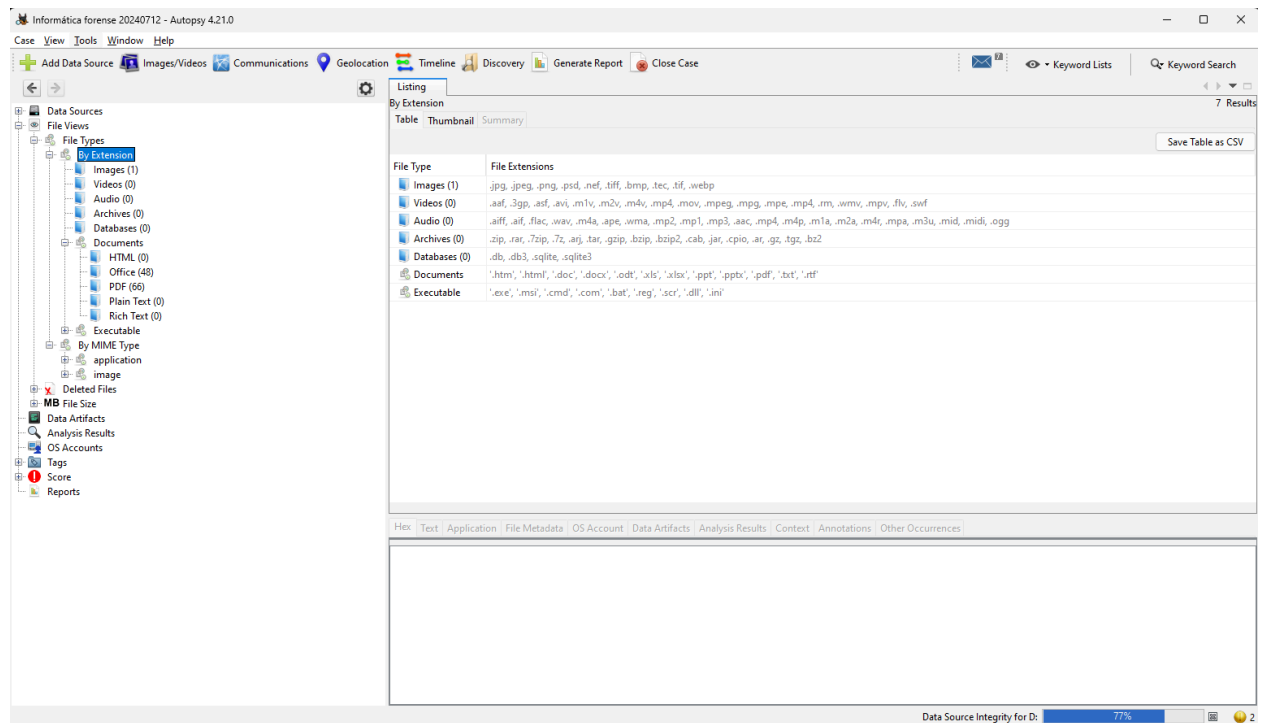 Informática forense 20240712 - Autopsy 4.21.0
Case View Tools Window Help
Add Data Source Images/Videos Communications Geolocation Timeline Discovery Generate Report Close Case Keyword Lists Keyword Search
Data Sources
File Views
File Types
By Extension
Images (1)
Videos (0)
Audio (0)
Archives (0)
Databases (0)
Documents
HTML (0)
Office (48)
PDF (66)
Plain Text (0)
Rich Text (0)
Executable
By MIME Type
application
image
Deleted Files
MB File Size
Data Artifacts
Analysis Results
OS Accounts
Tags
Score
Reports
Listing
By Extension 7 Results
Table Thumbnail Summary
Save Table as CSV
File Type File Extensions
Images (1) .jpg, .jpeg, .png, .psd, .nef, .tiff, .bmp, .tec, .tif, .webp
Videos (0) .aaf, .3gp, .asf, .avi, .m1v, .m2v, .m4v, .mp4, .mov, .mpeg, .mpg, .mpe, .mp4, .rm, .wmv, .mpv, .flv, .swf
Audio (0) .aiff, .aif, .flac, .wav, .m4a, .ape, .wma, .mp2, .mp1, .mp3, .aac, .mp4, .m4p, .m1a, .m2a, .m4r, .mpa, .m3u, .mid, .midi, .ogg
Archives (0) .zip, .rar, .7zip, .7z, .arj, .tar, .gzip, .bzip, .bzip2, .cab, .jar, .cpio, .ar, .gz, .tgz, .bz2
Databases (0) .db, .db3, .sqlite, .sqlite3
Documents '.htm', '.html', '.doc', '.docx', '.odt', '.xls', '.xlsx', '.ppt', '.pptx', '.pdf', '.txt', '.rtf'
Executable '.exe', '.msi', '.cmd', '.com', '.bat', '.reg', '.scr', '.dll', '.ini'
Hex Text Application File Metadata OS Account Data Artifacts Analysis Results Context Annotations Other Occurrences
Data Source Integrity for D: 77% 2